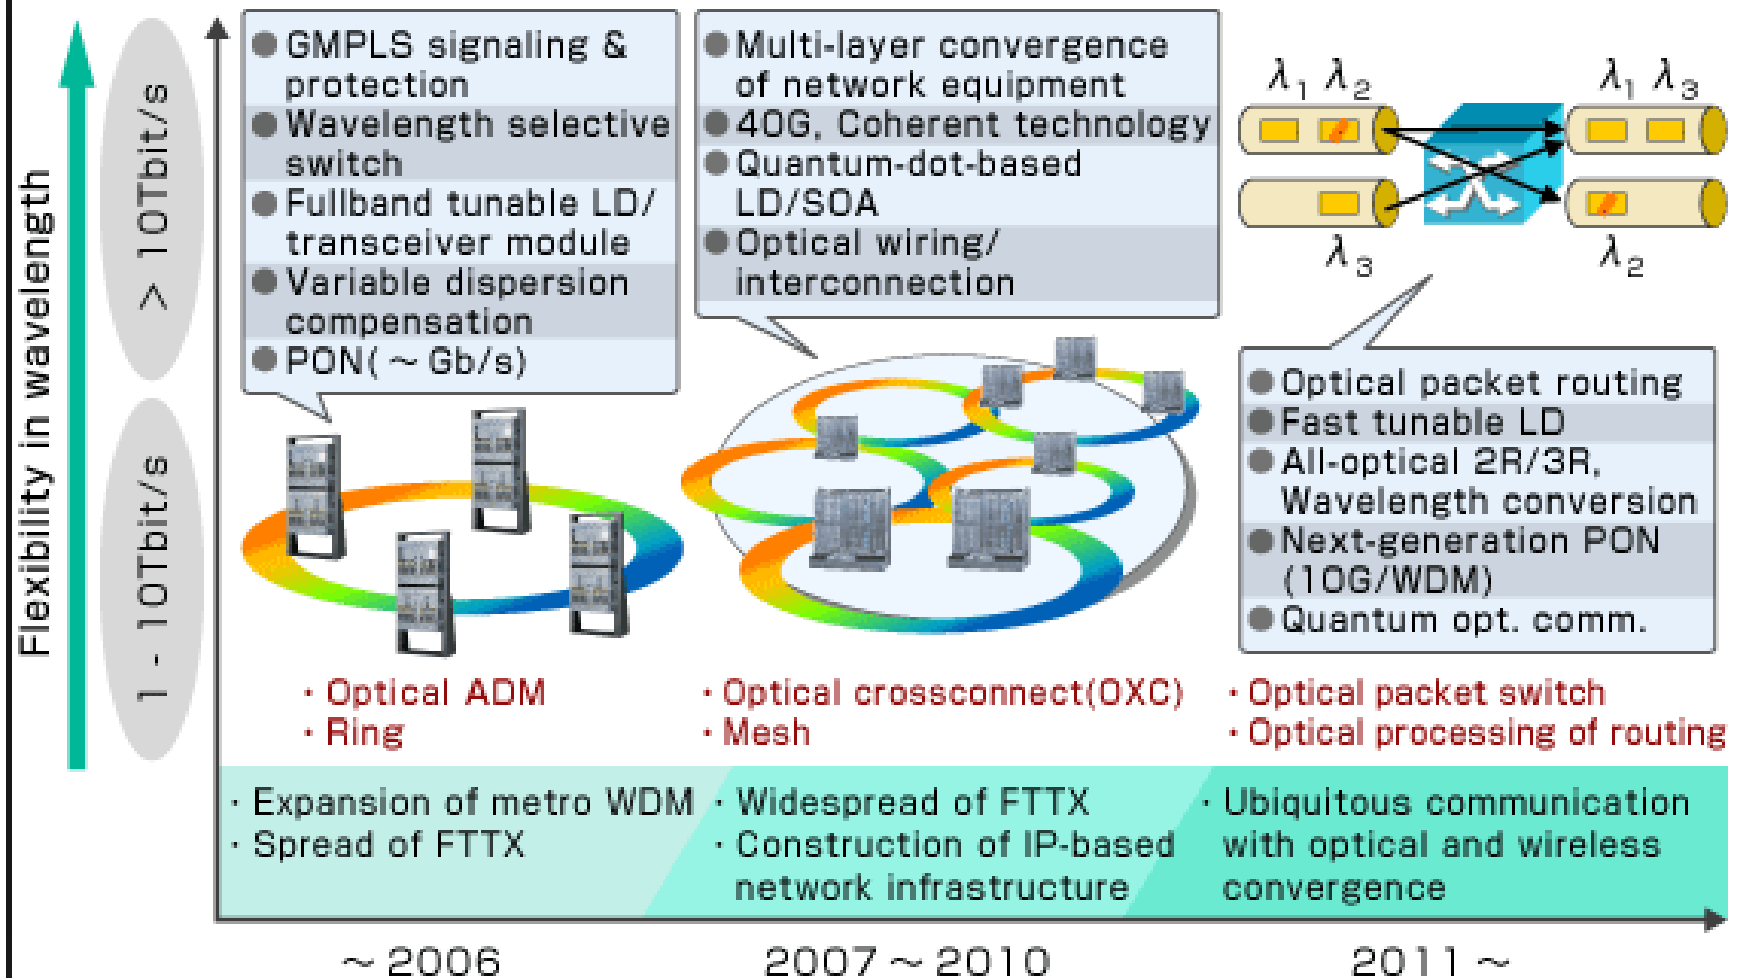 Flexibility in wavelength
> 10Tbit/s
1 - 10Tbit/s
● GMPLS signaling &
protection
● Wavelength selective
switch
● Fullband tunable LD/
transceiver module
● Variable dispersion
compensation
● PON( ~ Gb/s)
● Multi-layer convergence
of network equipment
● 40G, Coherent technology
● Quantum-dot-based
LD/SOA
● Optical wiring/
interconnection
λ1 λ2
λ1 λ3
λ3
λ2
● Optical packet routing
● Fast tunable LD
● All-optical 2R/3R,
Wavelength conversion
● Next-generation PON
(10G/WDM)
● Quantum opt. comm.
・Optical ADM
・Ring
・Optical crossconnect(OXC)
・Mesh
・Optical packet switch
・Optical processing of routing
・Expansion of metro WDM
・Spread of FTTX
・Widespread of FTTX
・Construction of IP-based
network infrastructure
・Ubiquitous communication
with optical and wireless
convergence
~ 2006
2007 ~ 2010
2011 ~